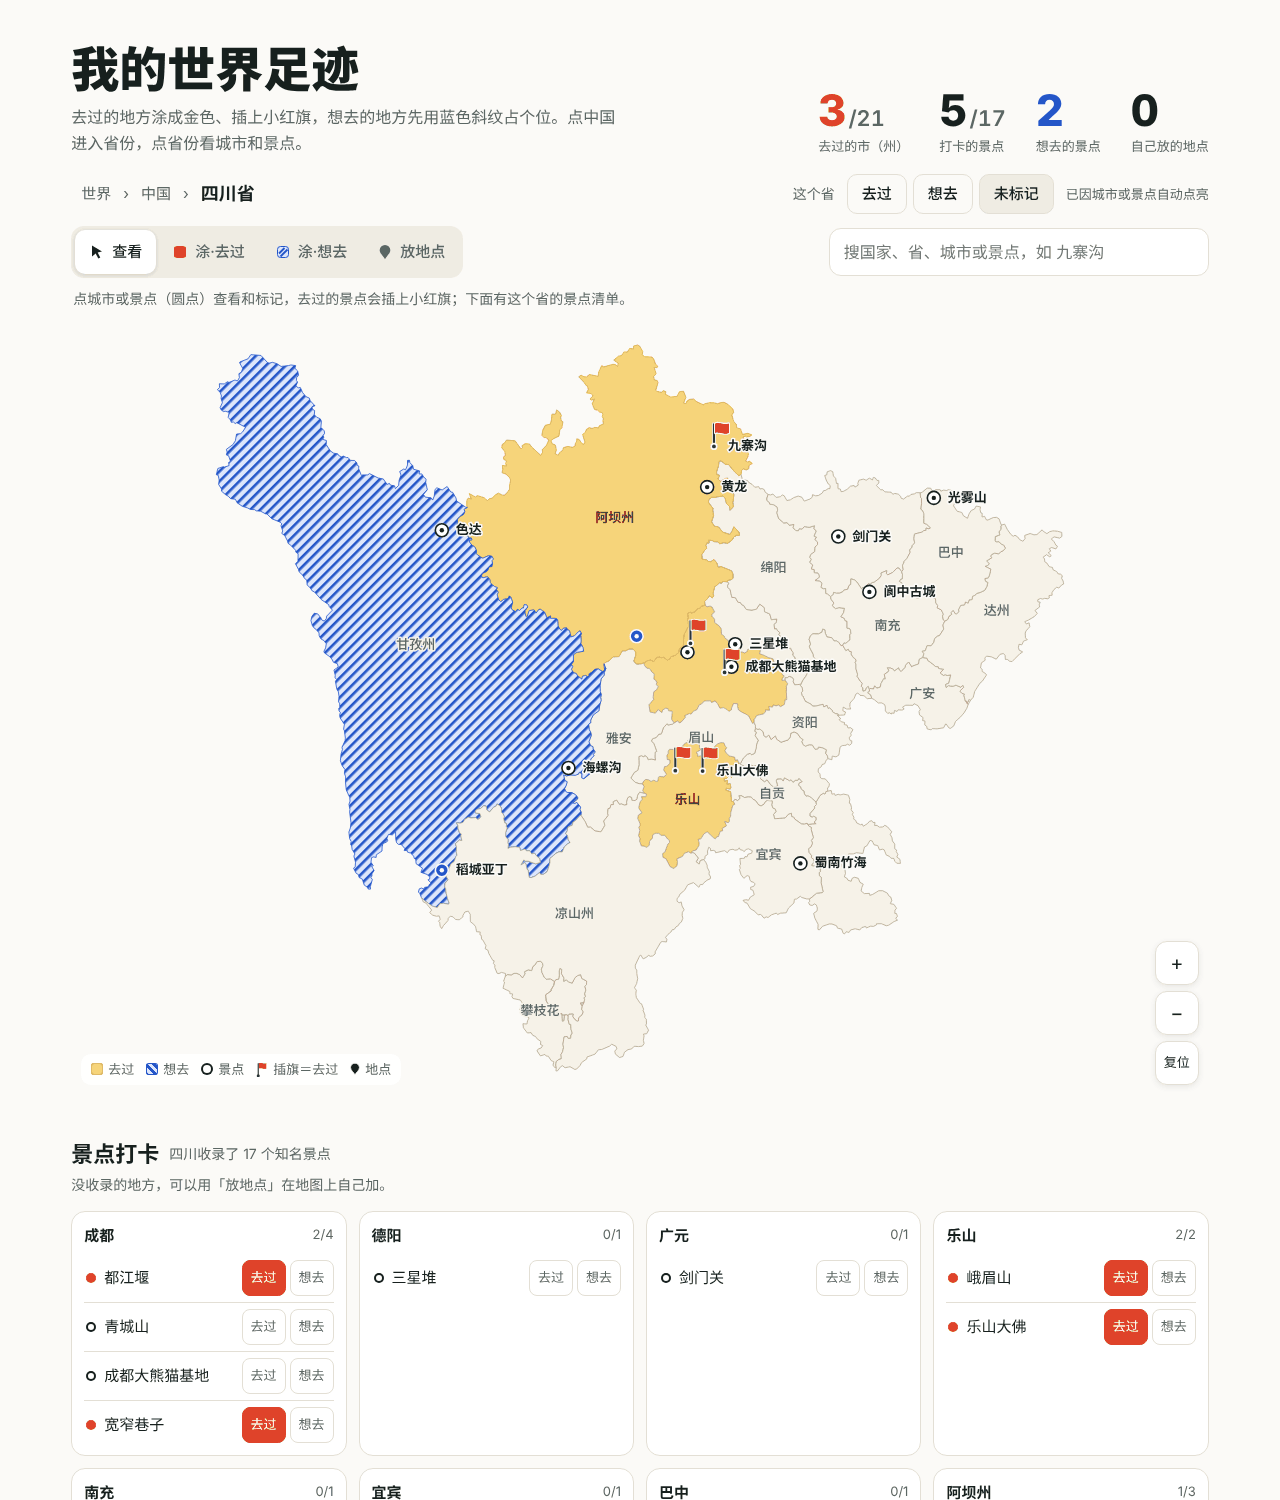 我的世界足迹
去过的地方涂成金色、插上小红旗，想去的地方先用蓝色斜纹占个位。点中国
进入省份，点省份看城市和景点。
3/21
去过的市（州）
5/17
打卡的景点
2
想去的景点
0
自己放的地点
世界 › 中国 › 四川省
这个省 去过 想去 未标记 已因城市或景点自动点亮
查看 涂·去过 涂·想去 放地点
搜国家、省、城市或景点，如 九寨沟
点城市或景点（圆点）查看和标记，去过的景点会插上小红旗；下面有这个省的景点清单。
九寨沟
黄龙
光雾山
阿坝州
色达
剑门关
巴中
绵阳
阆中古城
达州
南充
甘孜州
三星堆
成都大熊猫基地
广安
资阳
雅安
眉山
海螺沟
乐山大佛
自贡
乐山
宜宾
蜀南竹海
稻城亚丁
凉山州
攀枝花
+
−
复位
去过 想去 景点 插旗＝去过 地点
景点打卡 四川收录了 17 个知名景点
没收录的地方，可以用「放地点」在地图上自己加。
成都 2/4
都江堰 去过 想去
青城山 去过 想去
成都大熊猫基地 去过 想去
宽窄巷子 去过 想去
德阳 0/1
三星堆 去过 想去
广元 0/1
剑门关 去过 想去
乐山 2/2
峨眉山 去过 想去
乐山大佛 去过 想去
南充 0/1
宜宾 0/1
巴中 0/1
阿坝州 1/3